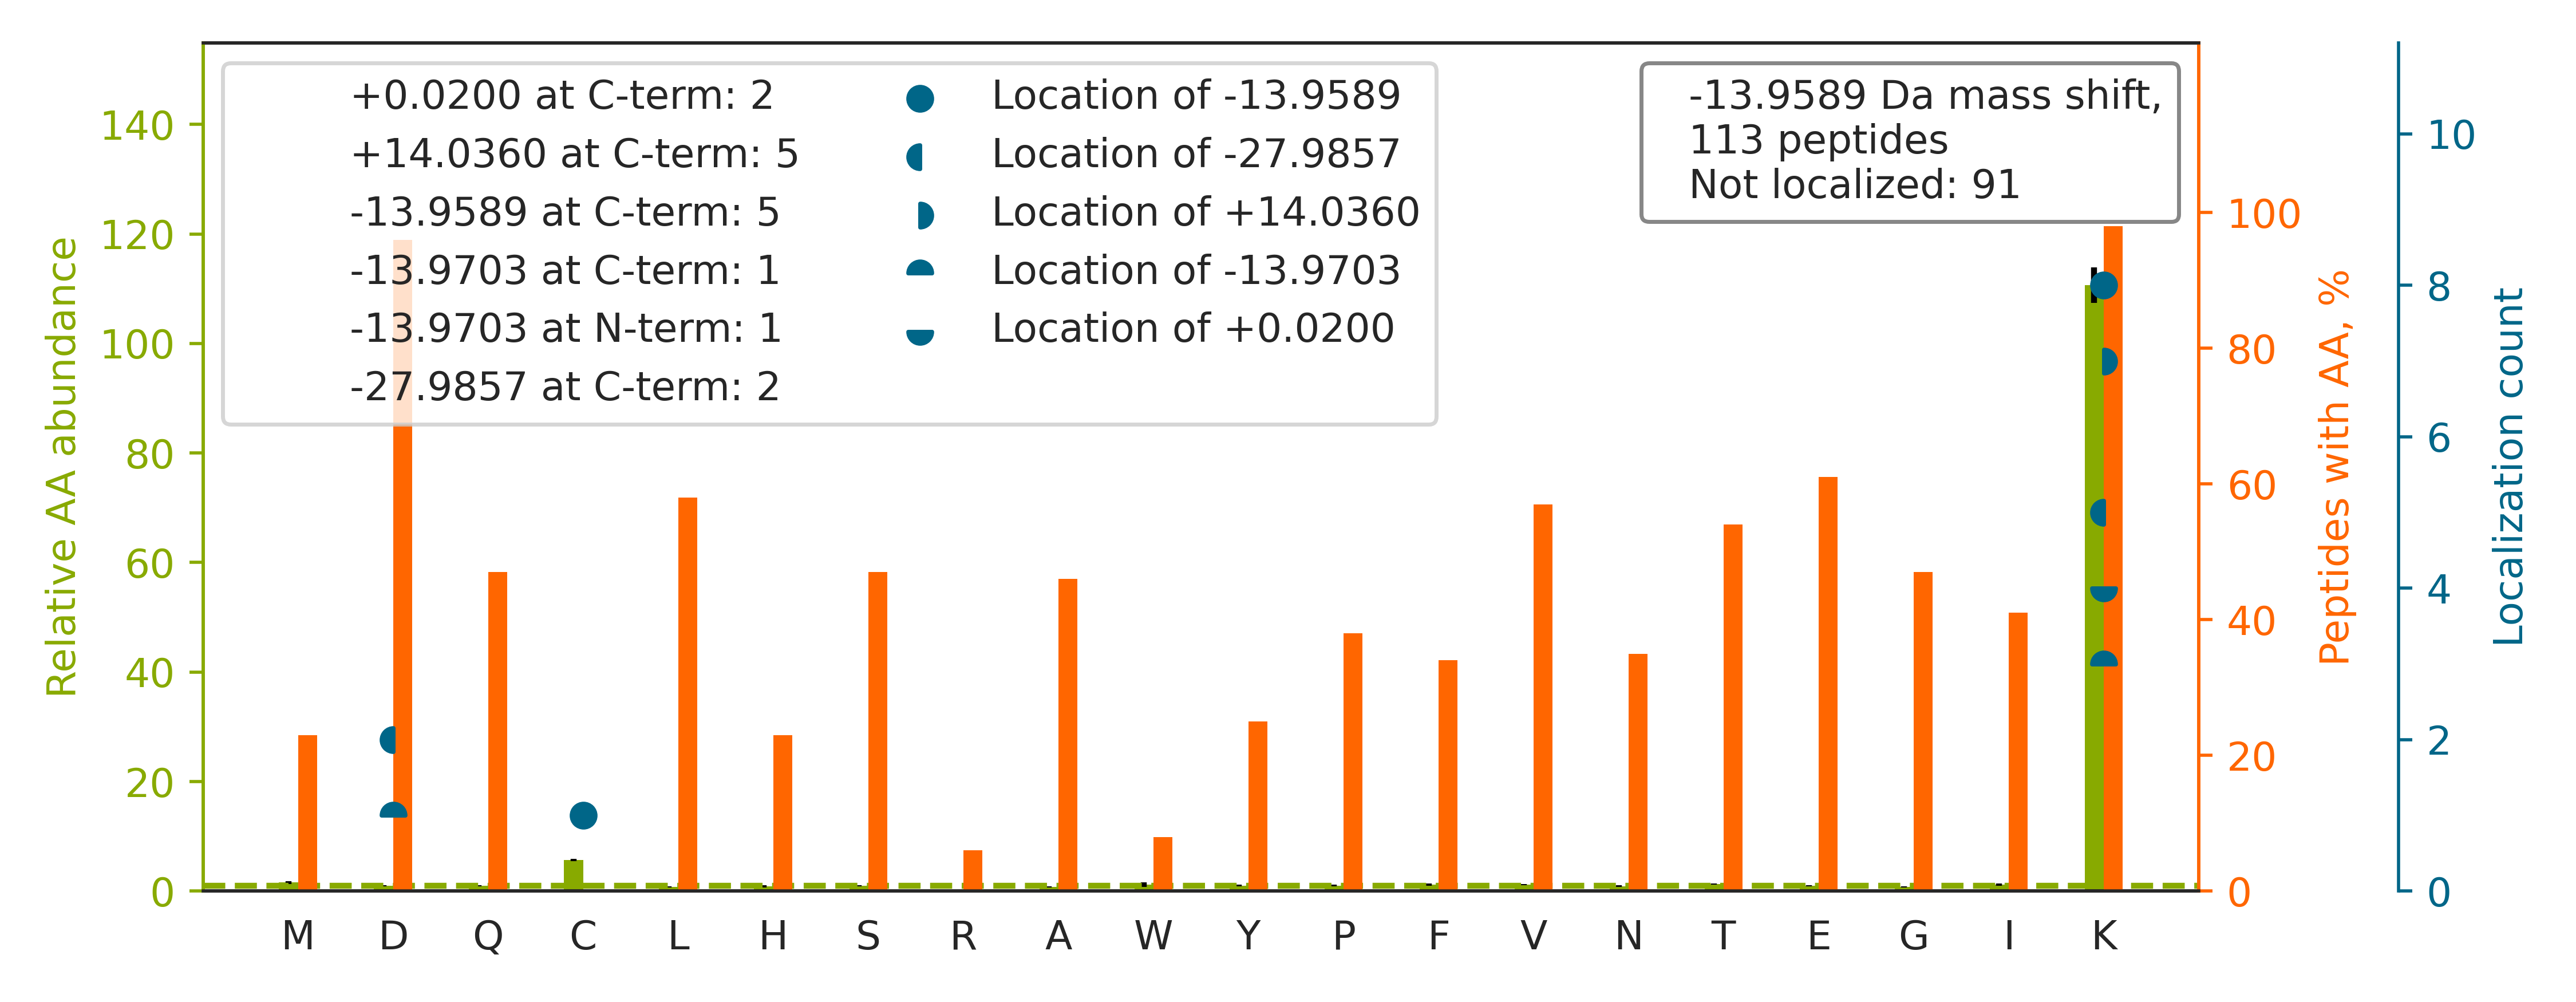 +0.0200 at C-term: 2
+14.0360 at C-term: 5
-13.9589 at C-term: 5
-13.9703 at C-term: 1
-13.9703 at N-term: 1
-27.9857 at C-term: 2
Location of -13.9589
Location of -27.9857
Location of +14.0360
Location of -13.9703
Location of +0.0200
-13.9589 Da mass shift,
113 peptides
Not localized: 91
Relative AA abundance
140
120
100
80
60
40
20
0
M D Q C L H S R A W Y P F V N T E G I K
100
80
60
40
20
0
Peptides with AA, %
10
8
6
4
2
0
Localization count